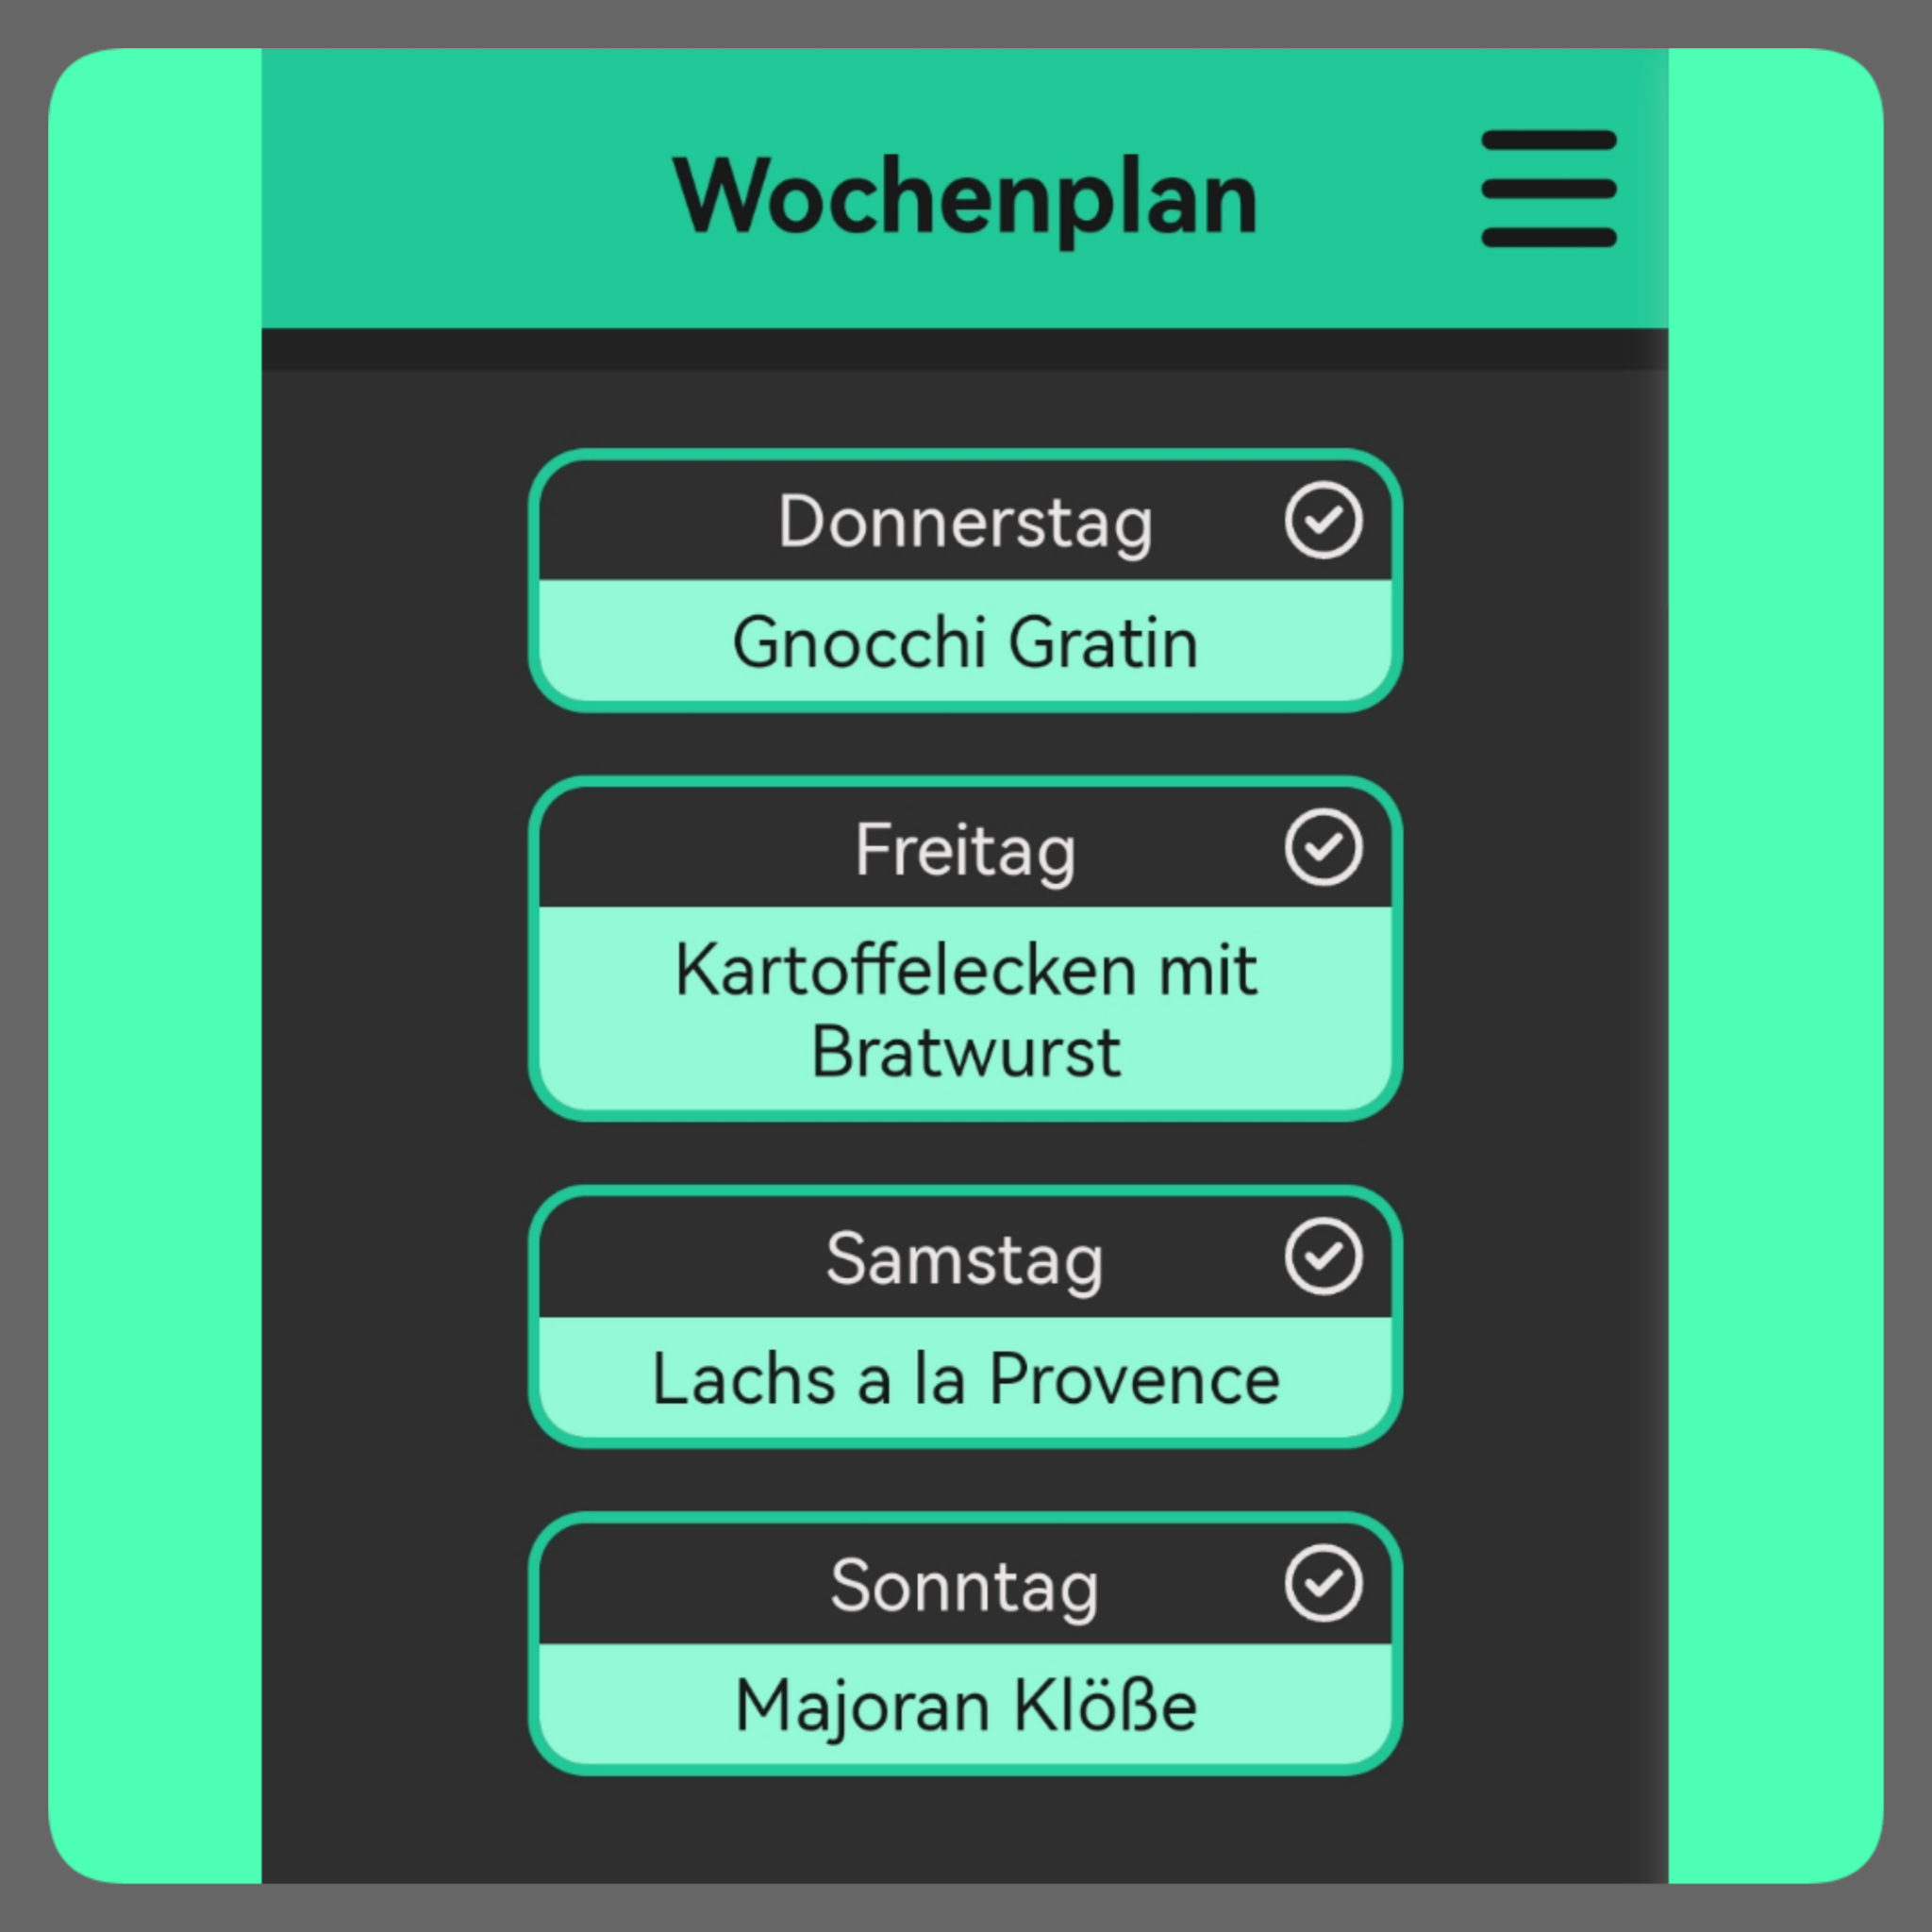 Wochenplan
Donnerstag
Gnocchi Gratin
Freitag
Kartoffelecken mit
Bratwurst
Samstag
Lachs a la Provence
Sonntag
Majoran Klöße